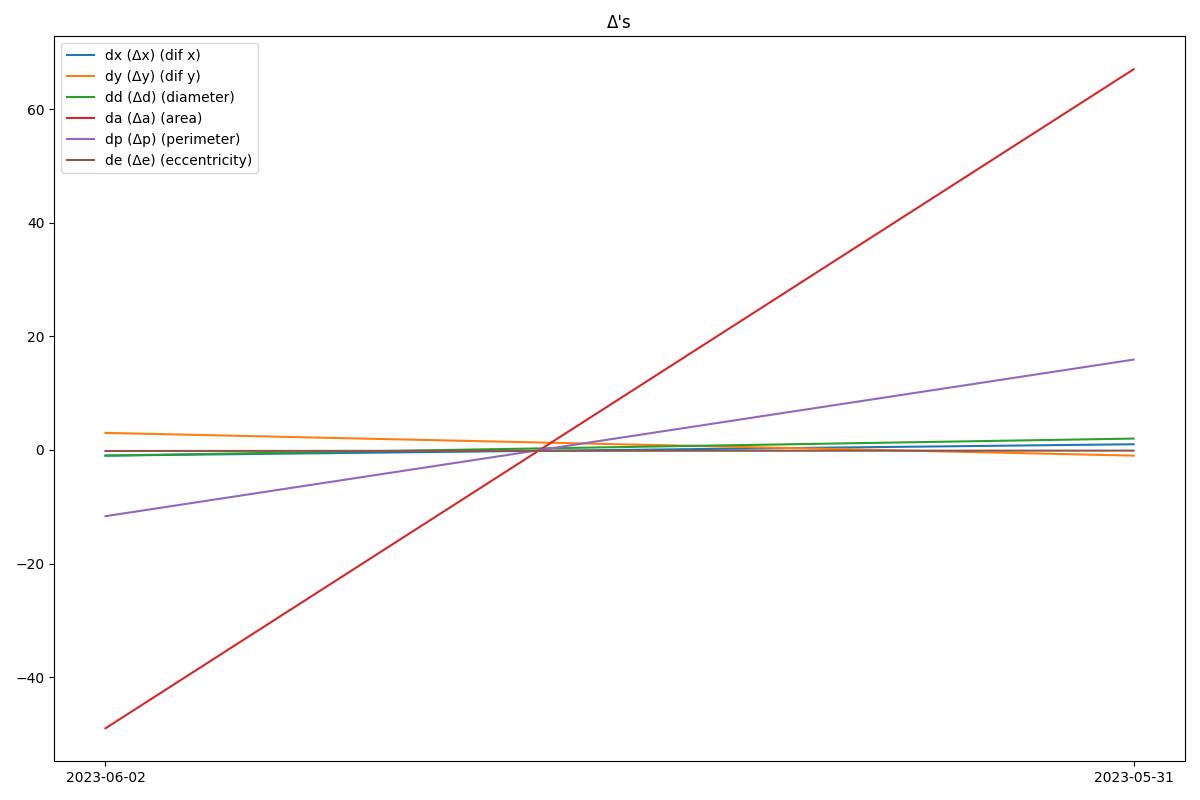 Δ's
dx (Δx) (dif x)
dy (Δy) (dif y)
dd (Δd) (diameter)
da (Δa) (area)
dp (Δp) (perimeter)
de (Δe) (eccentricity)
60
40
20
0
−20
−40
2023-06-02 2023-05-31